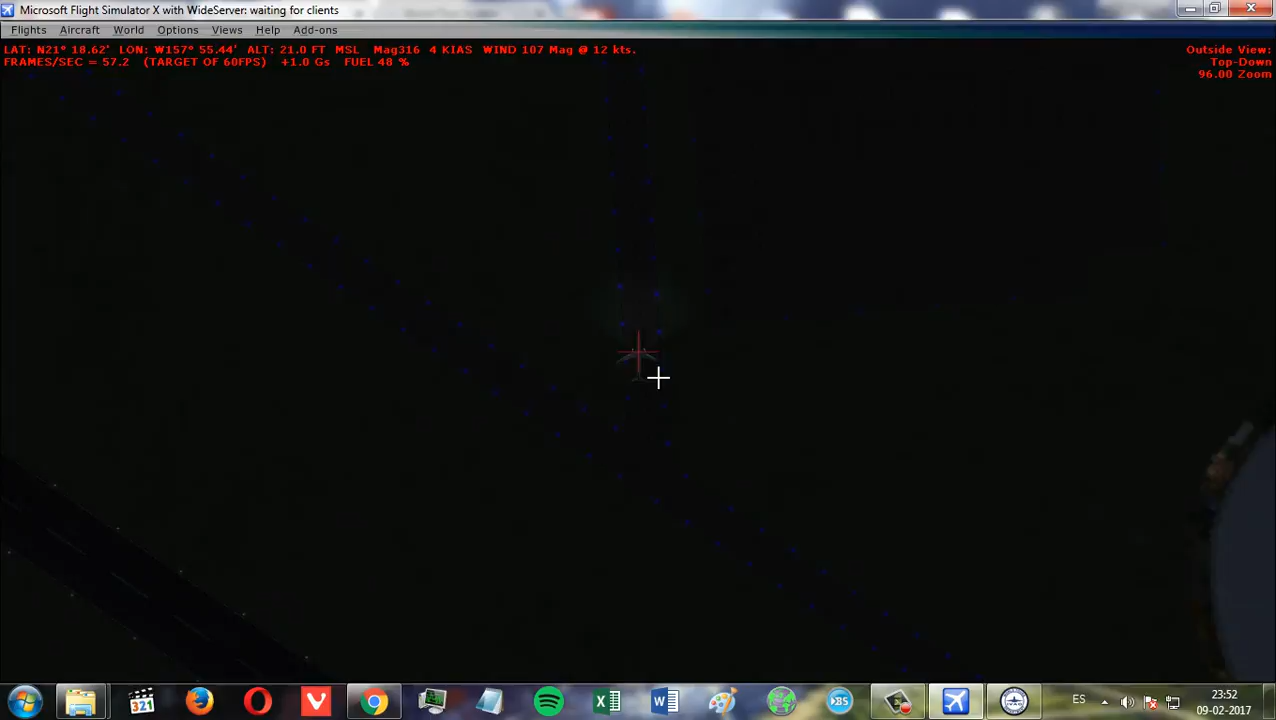 Microsoft Flight Simulator X with WideServer: waiting for clients
Flights Aircraft World Options Views Help Add-ons
LAT: N21° 18.62' LON: W157° 55.44' ALT: 21.0 FT MSL Mag316 4 KIAS WIND 107 Mag @ 12 kts.
FRAMES/SEC = 57.2 (TARGET OF 60FPS) +1.0 Gs FUEL 48 %
Outside View:
Top-Down
96.00 Zoom
321
ES
23:52
09-02-2017